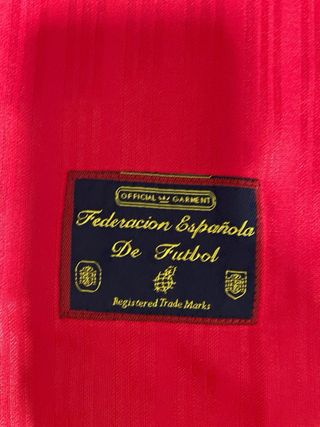 OFFICIAL GARMENT
Federacion Española
De Futbol
Registered Trade Marks